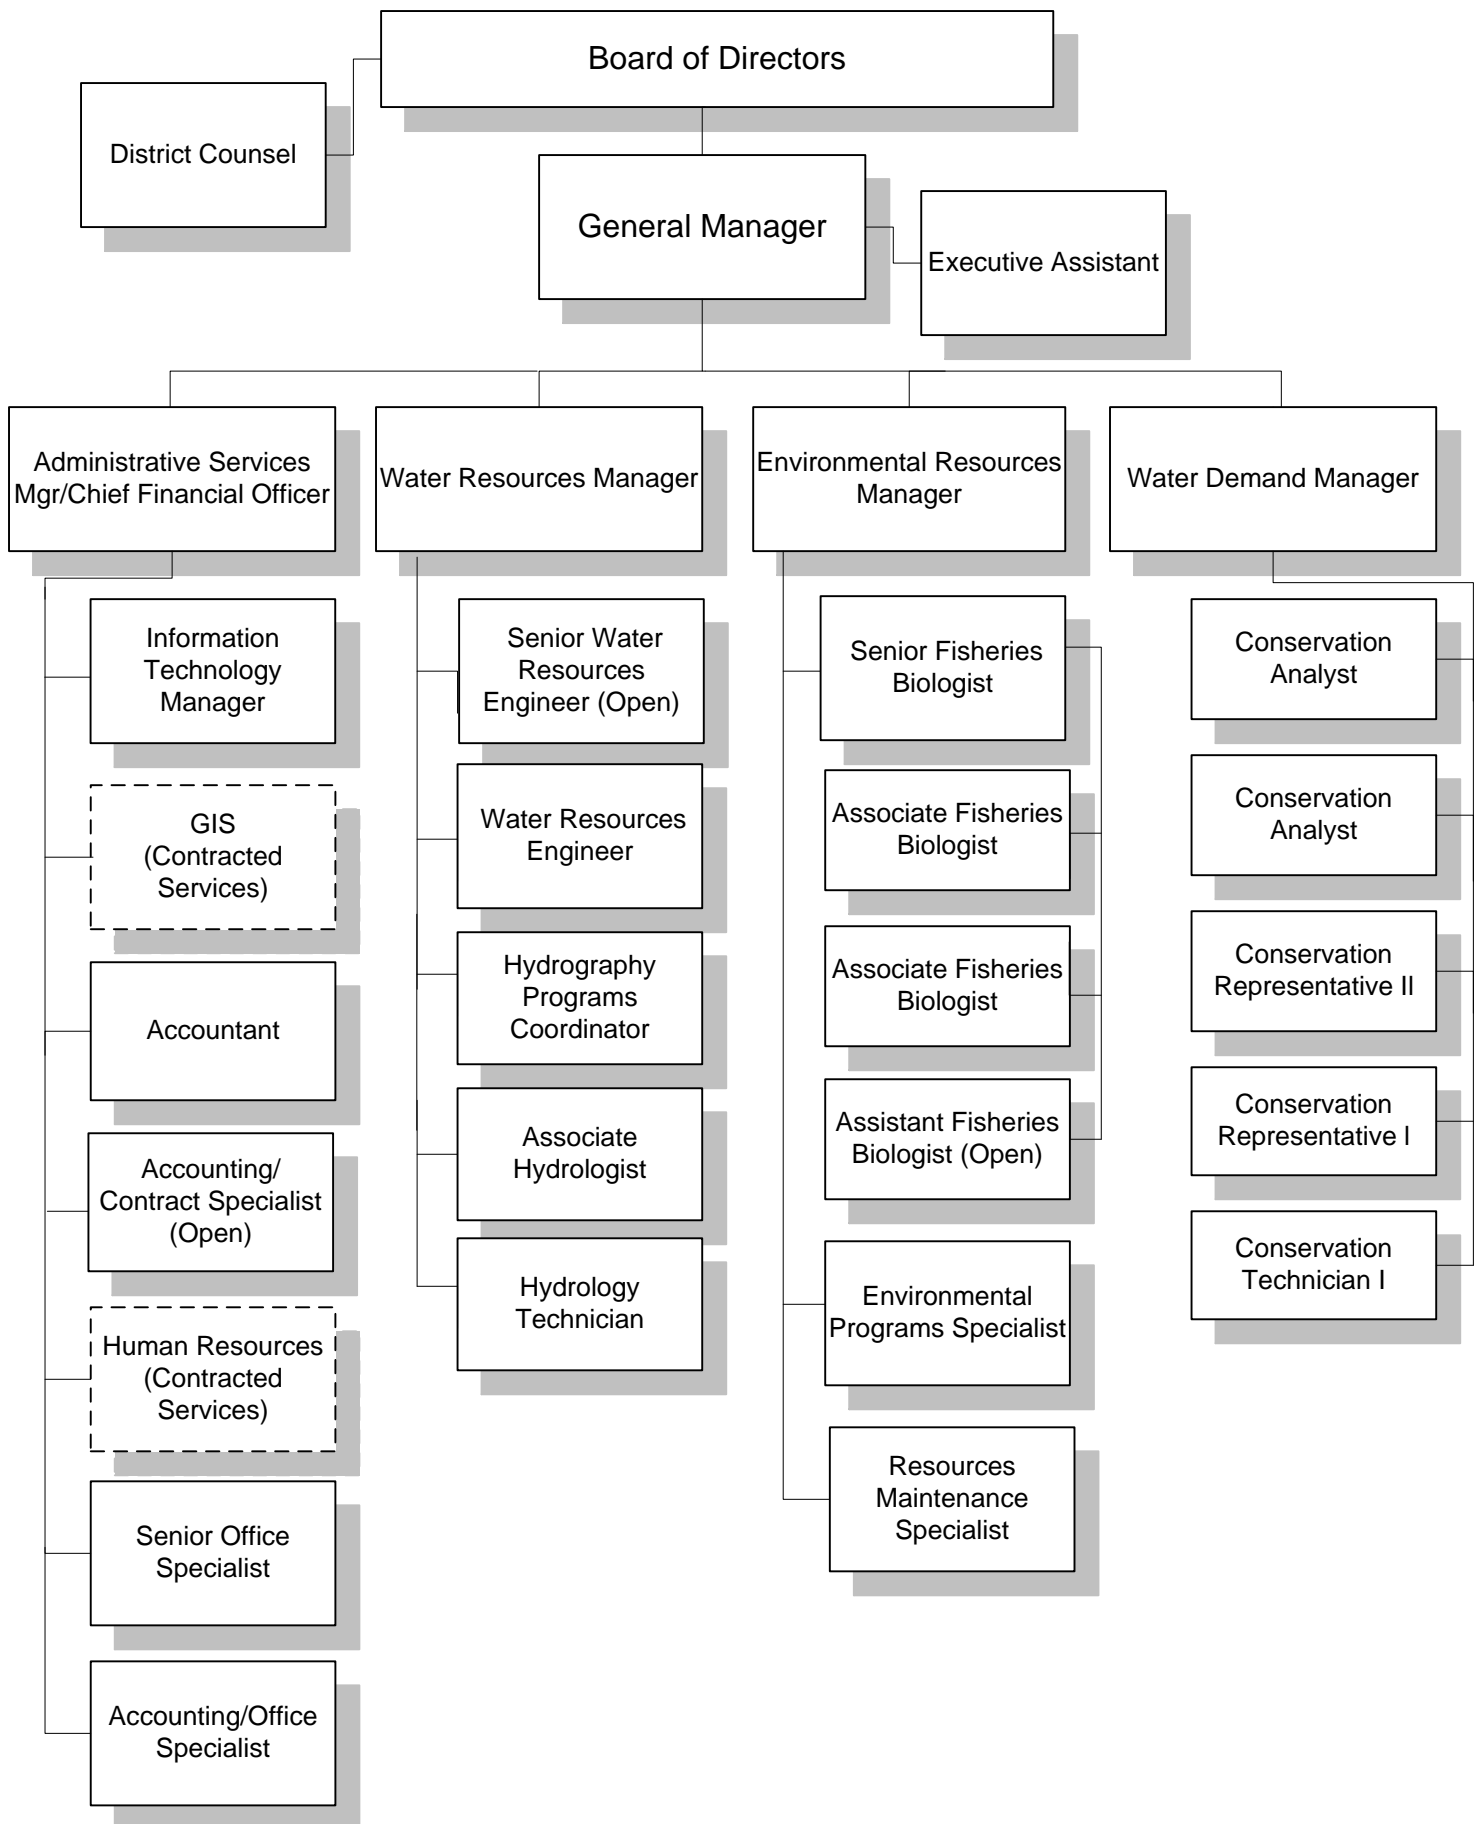 Board of Directors
District Counsel
General Manager
Executive Assistant
Administrative Services
Mgr/Chief Financial Officer
Water Resources Manager
Environmental Resources
Manager
Water Demand Manager
Information
Technology
Manager
GIS
(Contracted
Services)
Accountant
Accounting/
Contract Specialist
(Open)
Human Resources
(Contracted
Services)
Senior Office
Specialist
Accounting/Office
Specialist
Senior Water
Resources
Engineer (Open)
Water Resources
Engineer
Hydrography
Programs
Coordinator
Associate
Hydrologist
Hydrology
Technician
Senior Fisheries
Biologist
Associate Fisheries
Biologist
Associate Fisheries
Biologist
Assistant Fisheries
Biologist (Open)
Environmental
Programs Specialist
Resources
Maintenance
Specialist
Conservation
Analyst
Conservation
Analyst
Conservation
Representative II
Conservation
Representative I
Conservation
Technician I